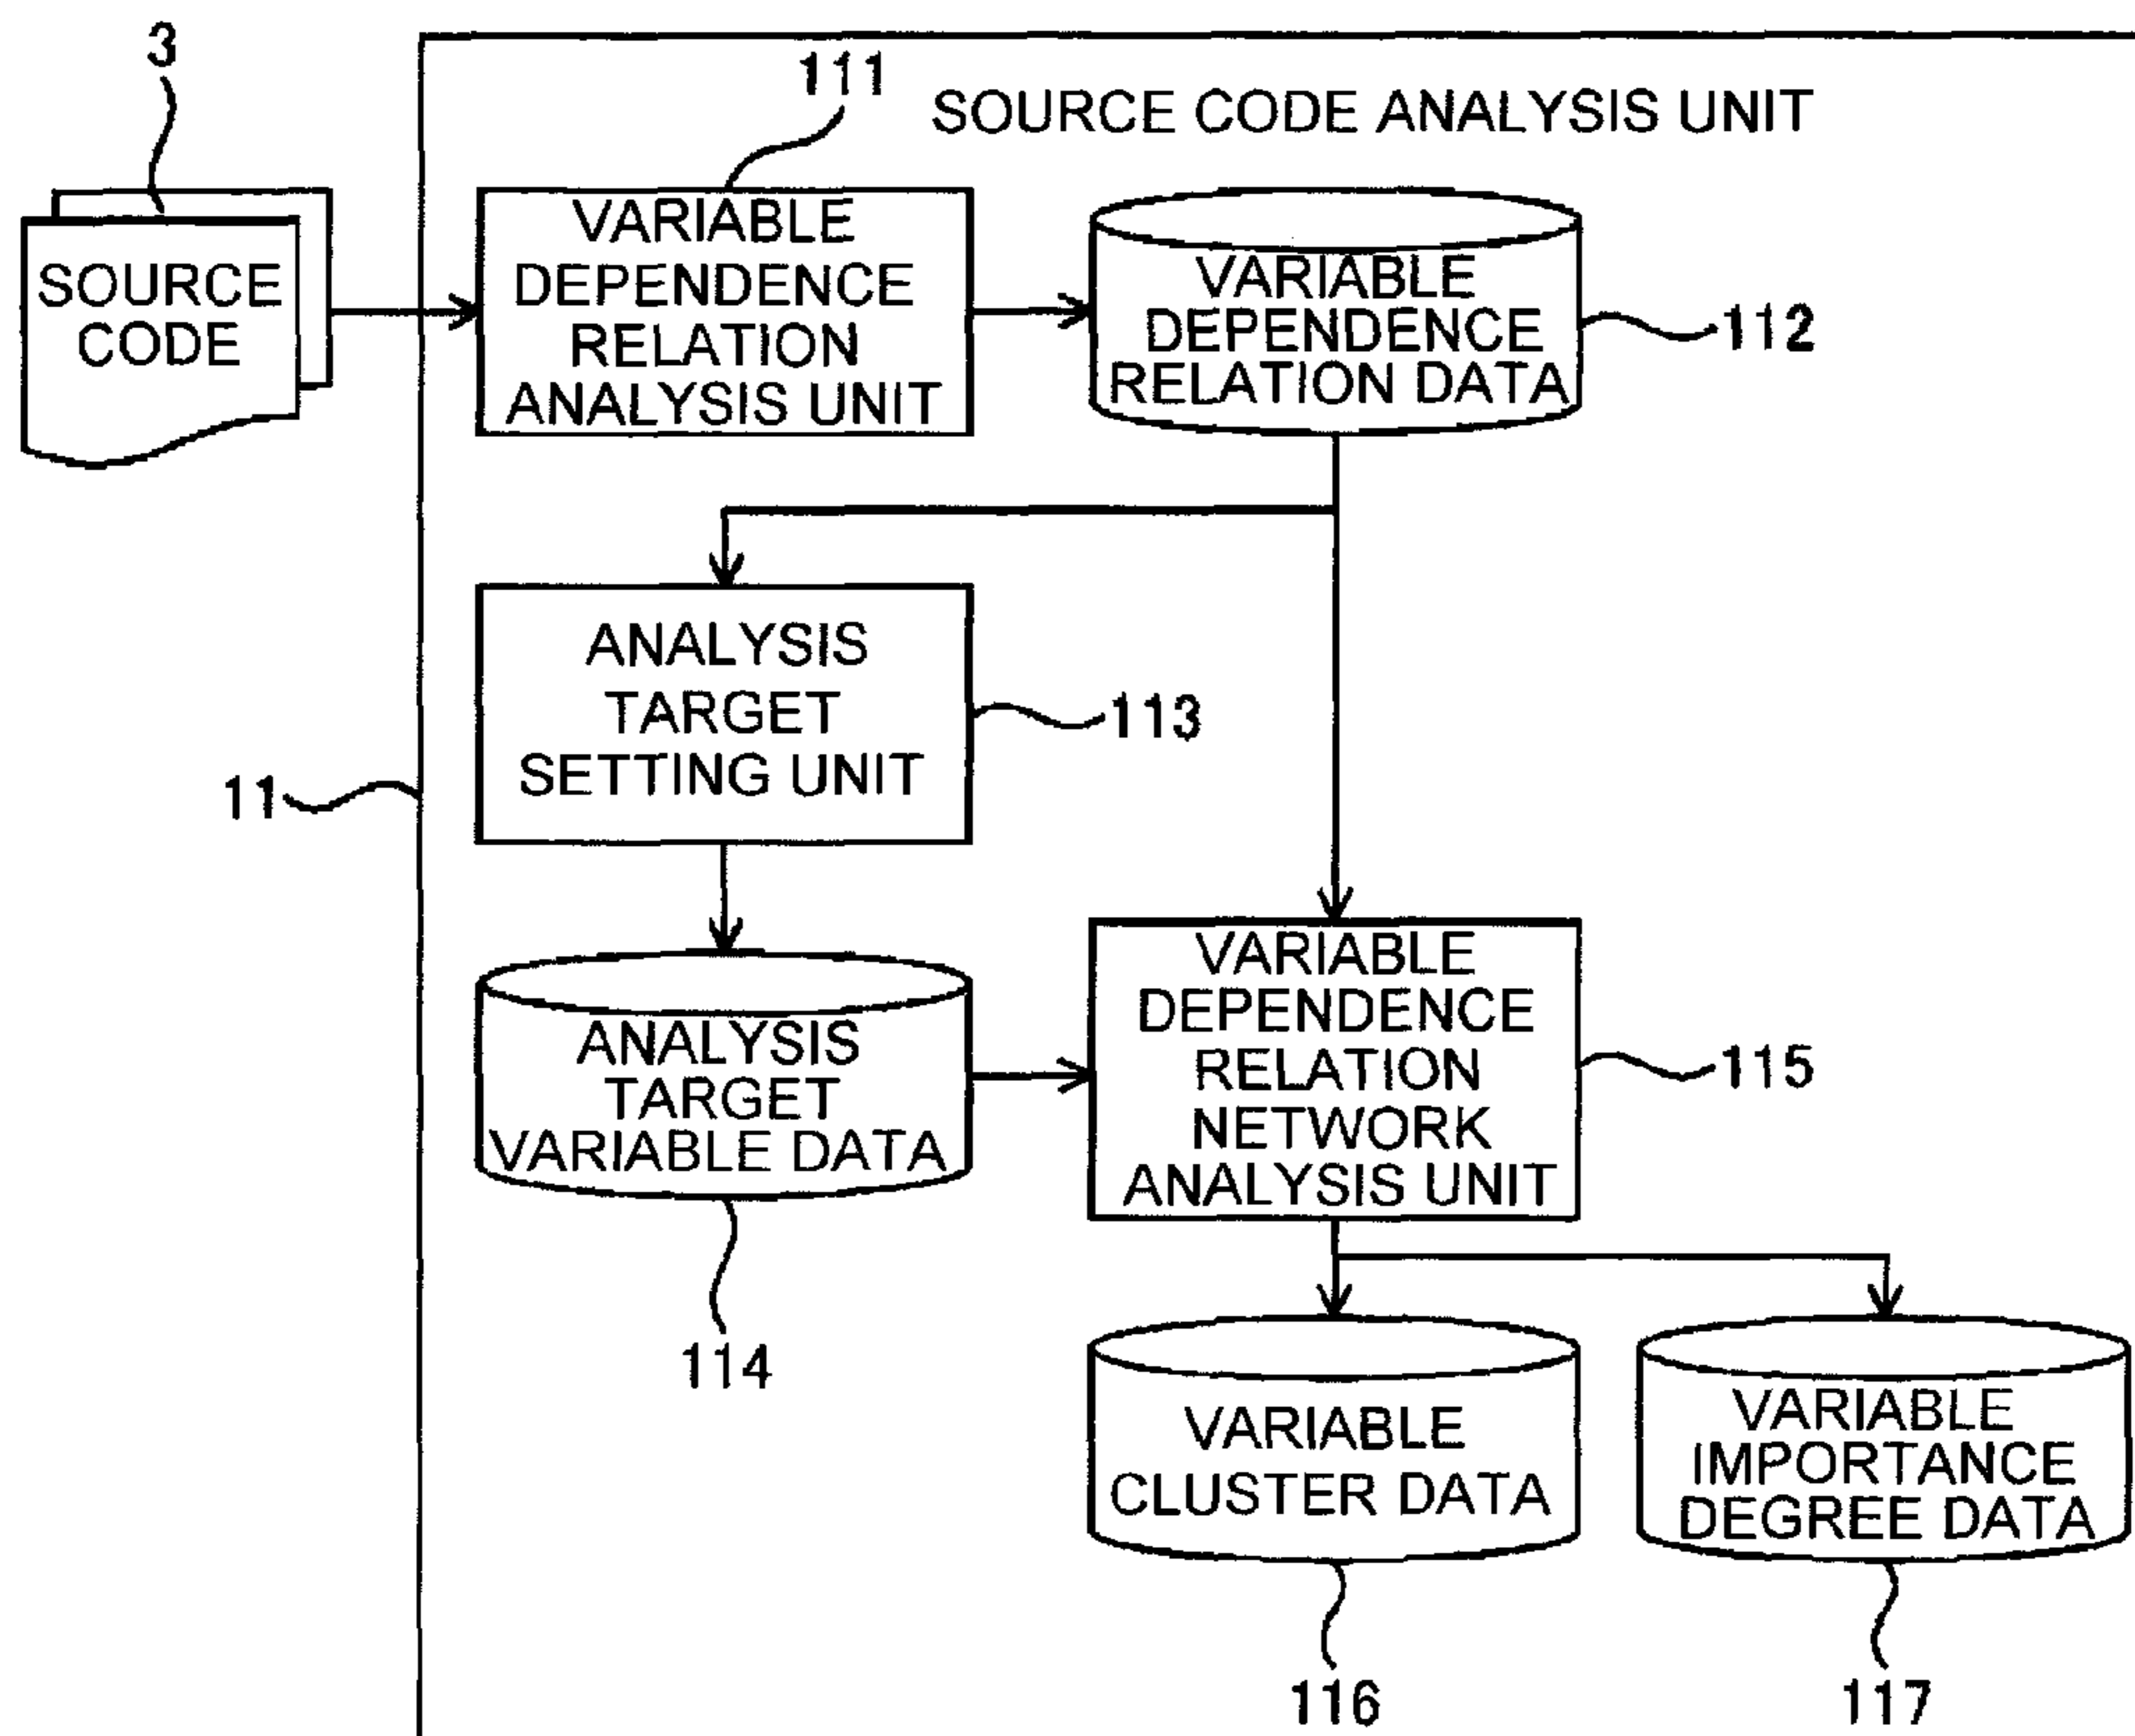 3
111
SOURCE CODE ANALYSIS UNIT
SOURCE
CODE
VARIABLE
DEPENDENCE
RELATION
ANALYSIS UNIT
VARIABLE
DEPENDENCE
RELATION DATA
112
ANALYSIS
TARGET
SETTING UNIT
113
11
ANALYSIS
TARGET
VARIABLE DATA
114
VARIABLE
DEPENDENCE
RELATION
NETWORK
ANALYSIS UNIT
115
VARIABLE
CLUSTER DATA
116
VARIABLE
IMPORTANCE
DEGREE DATA
117